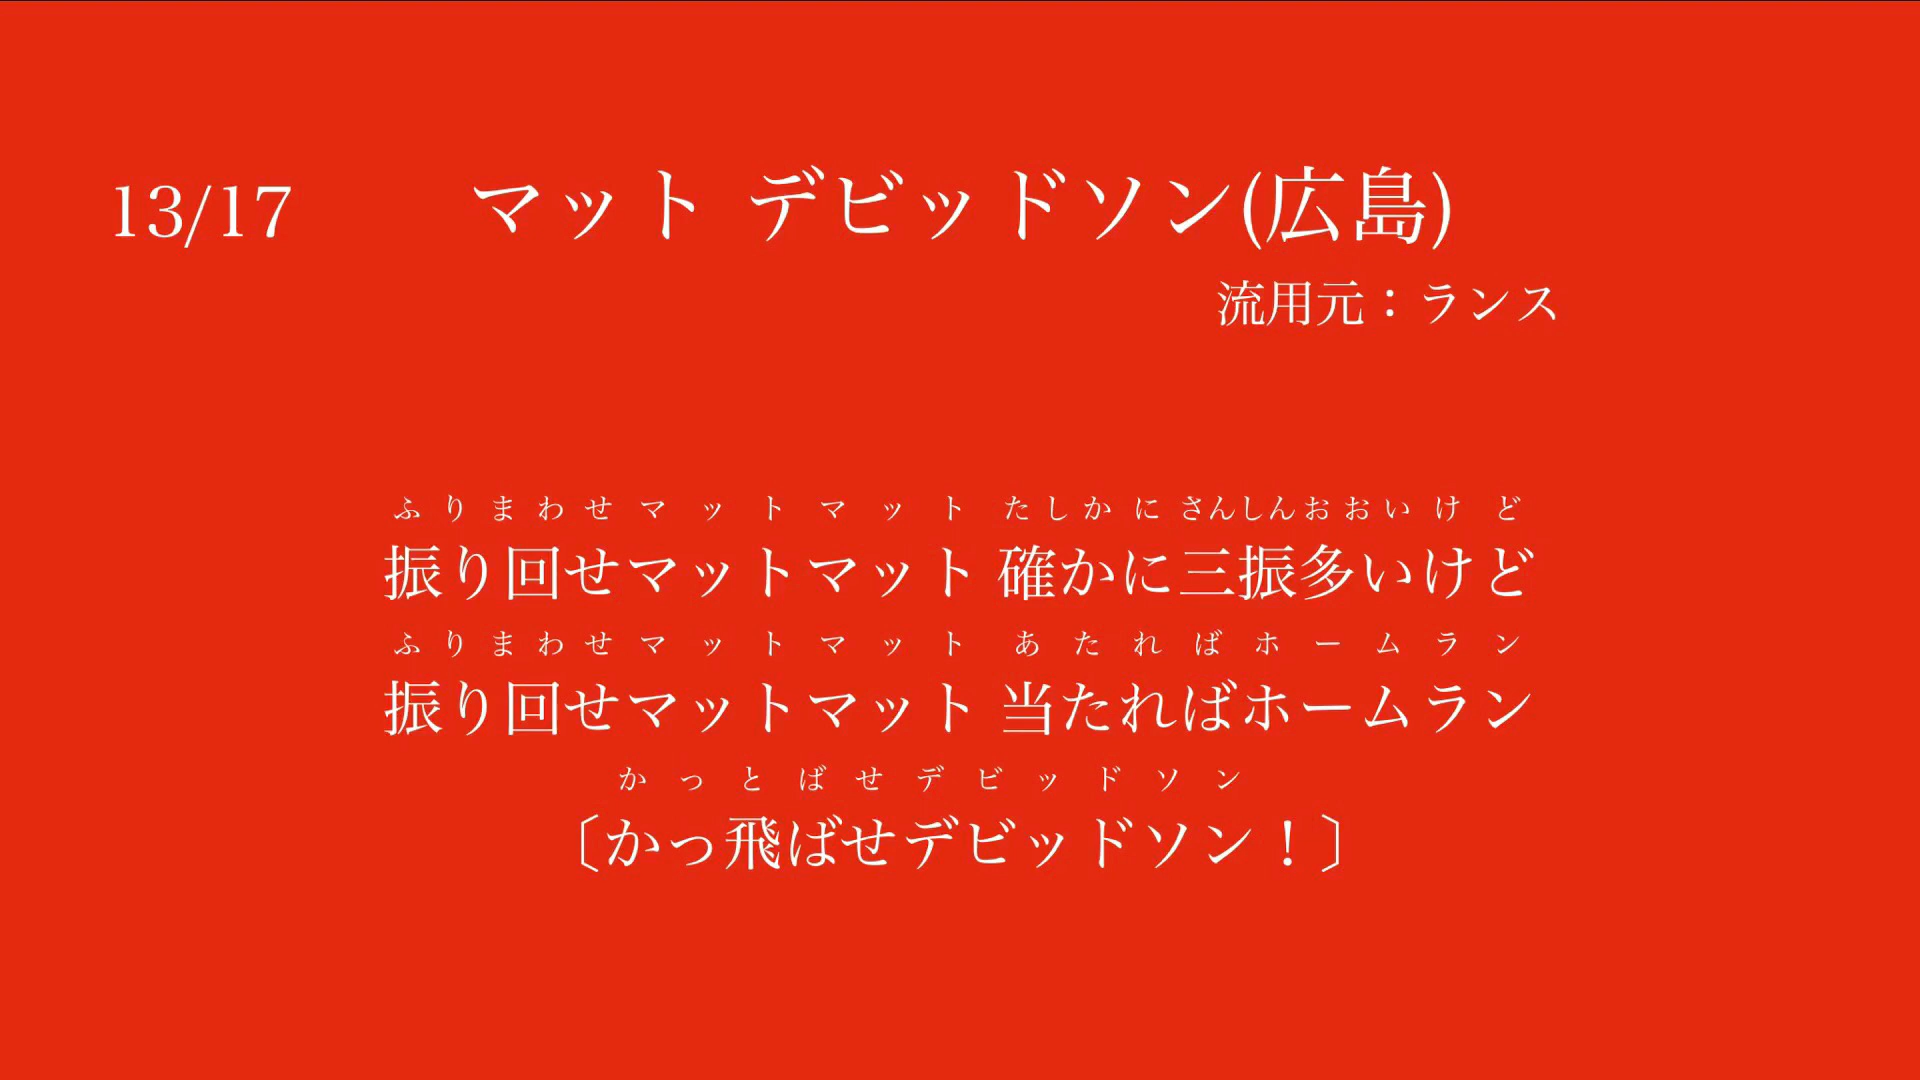 13/17 マット デビッドソン(広島)
流用元：ランス
ふりまわせマットマット たしかにさんしんおおいけど
振り回せマットマット 確かに三振多いけど
ふりまわせマットマット あたればホームラン
振り回せマットマット 当たればホームラン
かっとばせデビッドソン
〔かっ飛ばせデビッドソン！〕